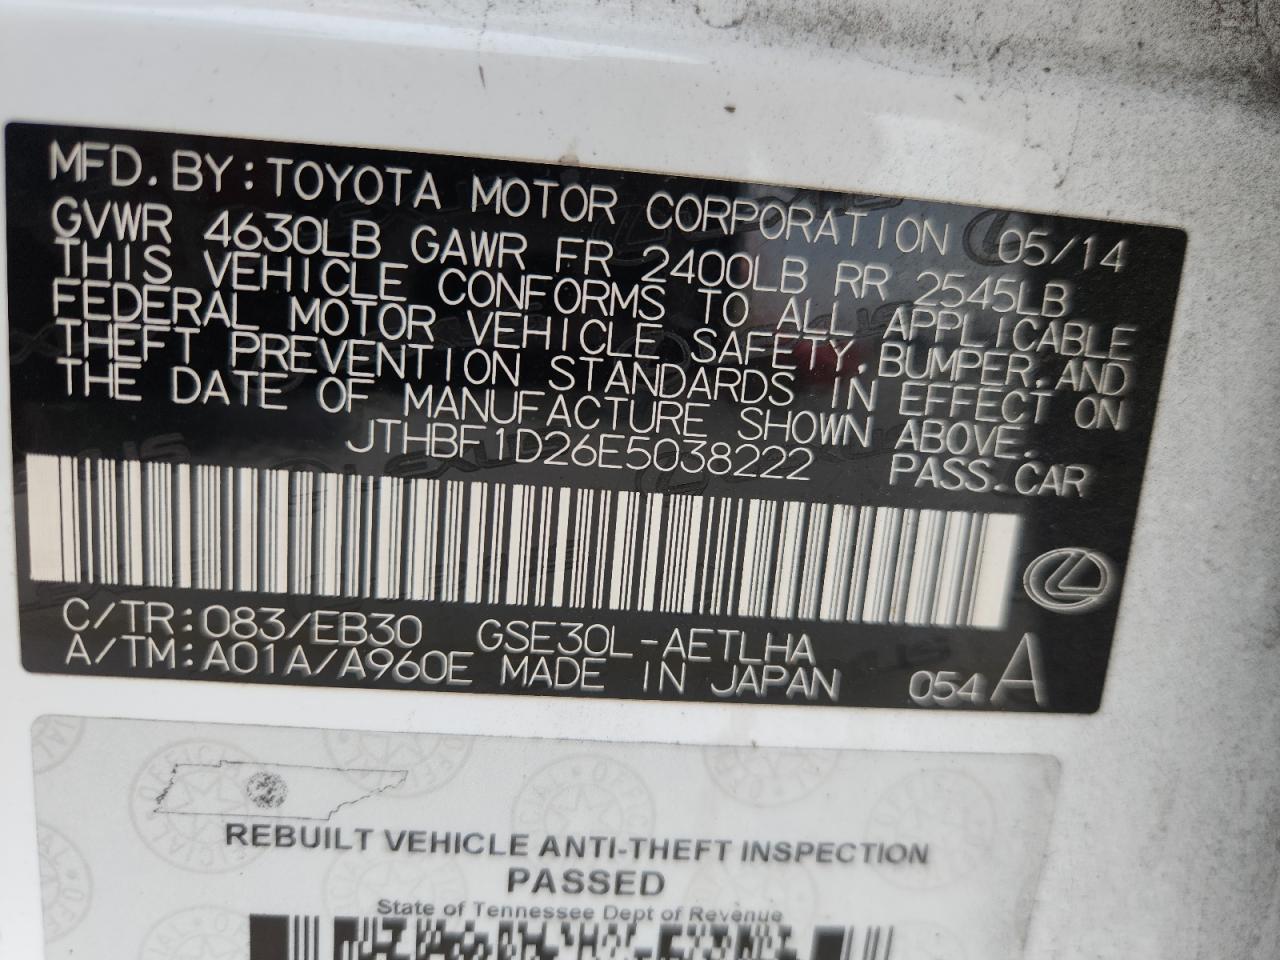 MFD. BY: TOYOTA MOTOR CORPORATION 05/14
GVWR 4630LB GAWR FR 2400LB RR 2545LB
THIS VEHICLE CONFORMS TO ALL APPLICABLE
FEDERAL MOTOR VEHICLE SAFETY, BUMPER, AND
THEFT PREVENTION STANDARDS IN EFFECT ON
THE DATE OF MANUFACTURE SHOWN ABOVE.
JTHBF1D26E5038222 PASS. CAR
C/TR: 083/EB30 GSE30L-AETLHA
A/TM: A01A/A960E MADE IN JAPAN 054 A
REBUILT VEHICLE ANTI-THEFT INSPECTION
PASSED
State of Tennessee Dept of Revenue